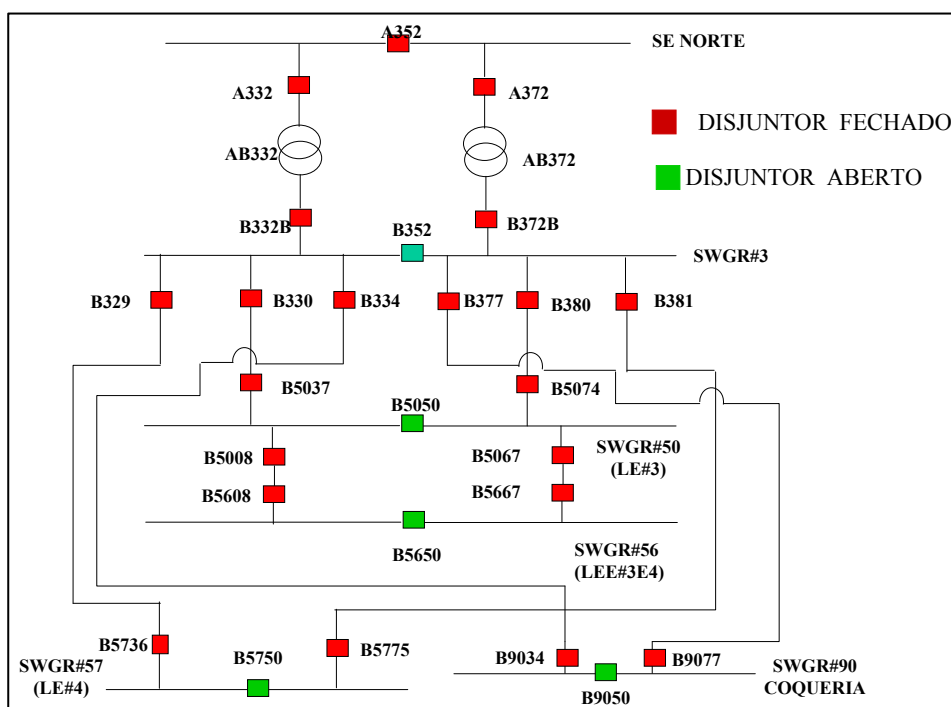 A352
SE NORTE
A332
A372
DISJUNTOR FECHADO
AB332
AB372
DISJUNTOR ABERTO
B332B
B352
B372B
SWGR#3
B329
B330
B334
B377
B380
B381
B5037
B5050
B5074
B5008
B5067
SWGR#50
(LE#3)
B5608
B5667
B5650
SWGR#56
(LEE#3E4)
SWGR#57
(LE#4)
B5736
B5750
B5775
B9034
B9077
SWGR#90
COQUERIA
B9050